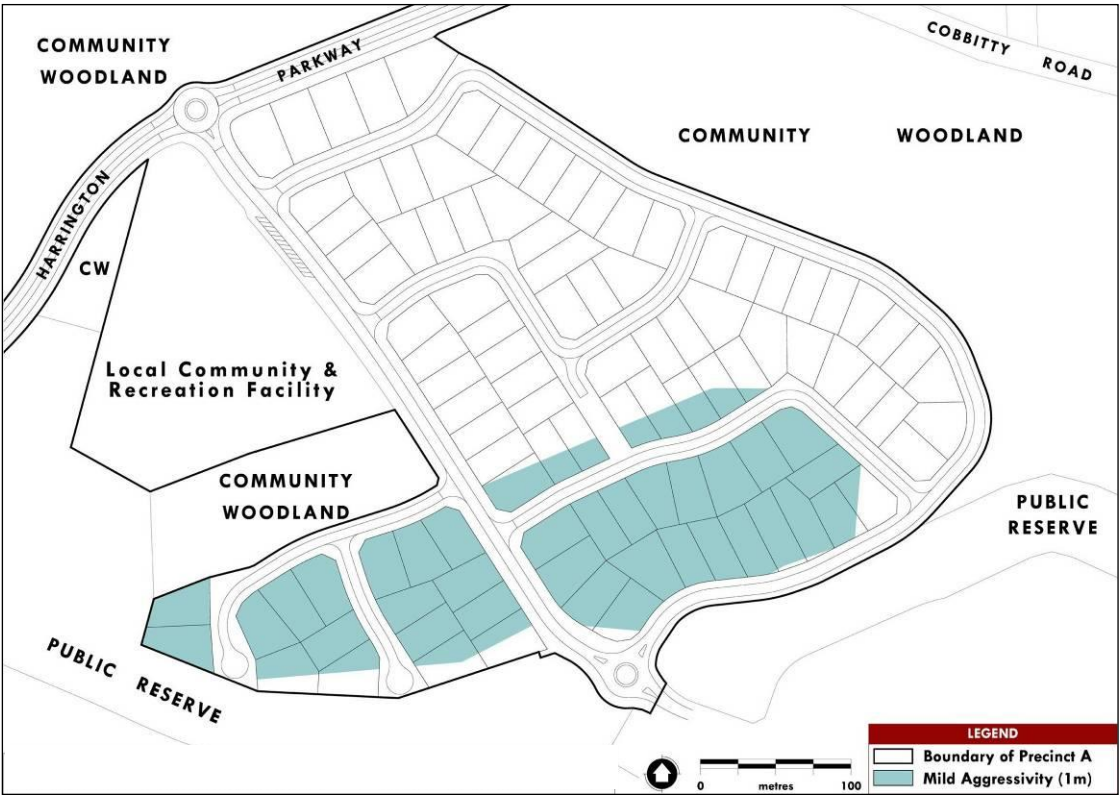 COMMUNITY
WOODLAND
PARKWAY
COBBITTY ROAD
COMMUNITY WOODLAND
HARRINGTON
CW
Local Community &
Recreation Facility
COMMUNITY
WOODLAND
PUBLIC
RESERVE
PUBLIC RESERVE
LEGEND
Boundary of Precinct A
Mild Aggressivity (1m)
0 metres 100